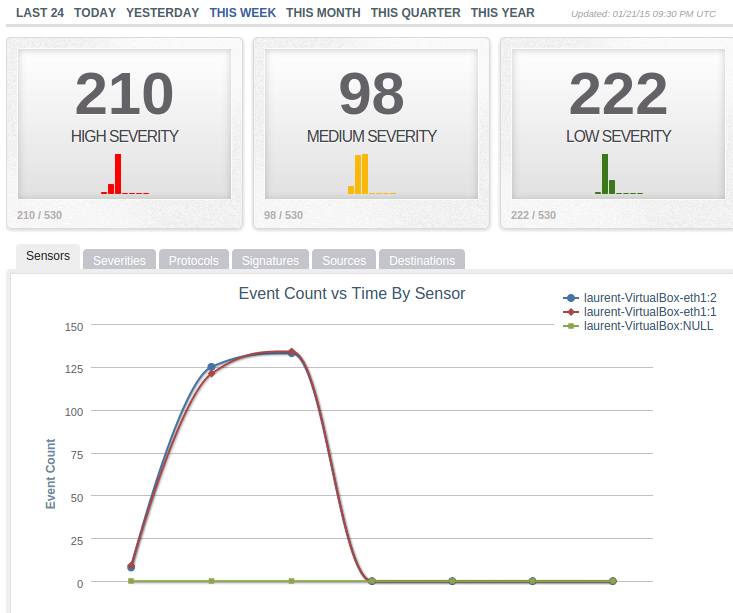 LAST 24 TODAY YESTERDAY THIS WEEK THIS MONTH THIS QUARTER THIS YEAR Updated: 01/21/15 09:30 PM UTC
210 98 222
HIGH SEVERITY MEDIUM SEVERITY LOW SEVERITY
210 / 530 98 / 530 222 / 530
Sensors Severities Protocols Signatures Sources Destinations
Event Count vs Time By Sensor
laurent-VirtualBox-eth1:2
laurent-VirtualBox-eth1:1
laurent-VirtualBox:NULL
150
125
100
75
50
25
0
Event Count